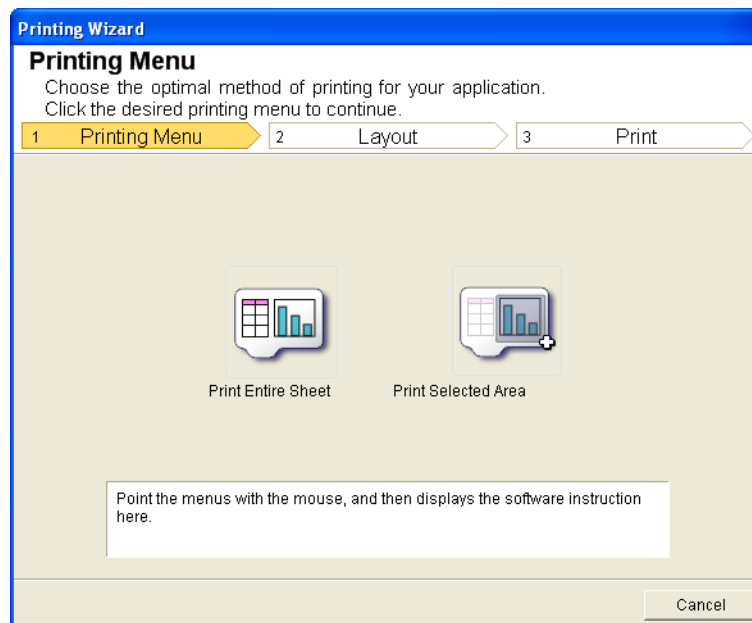 Printing Wizard
Printing Menu
Choose the optimal method of printing for your application.
Click the desired printing menu to continue.
1 Printing Menu 2 Layout 3 Print
Print Entire Sheet Print Selected Area
Point the menus with the mouse, and then displays the software instruction
here.
Cancel